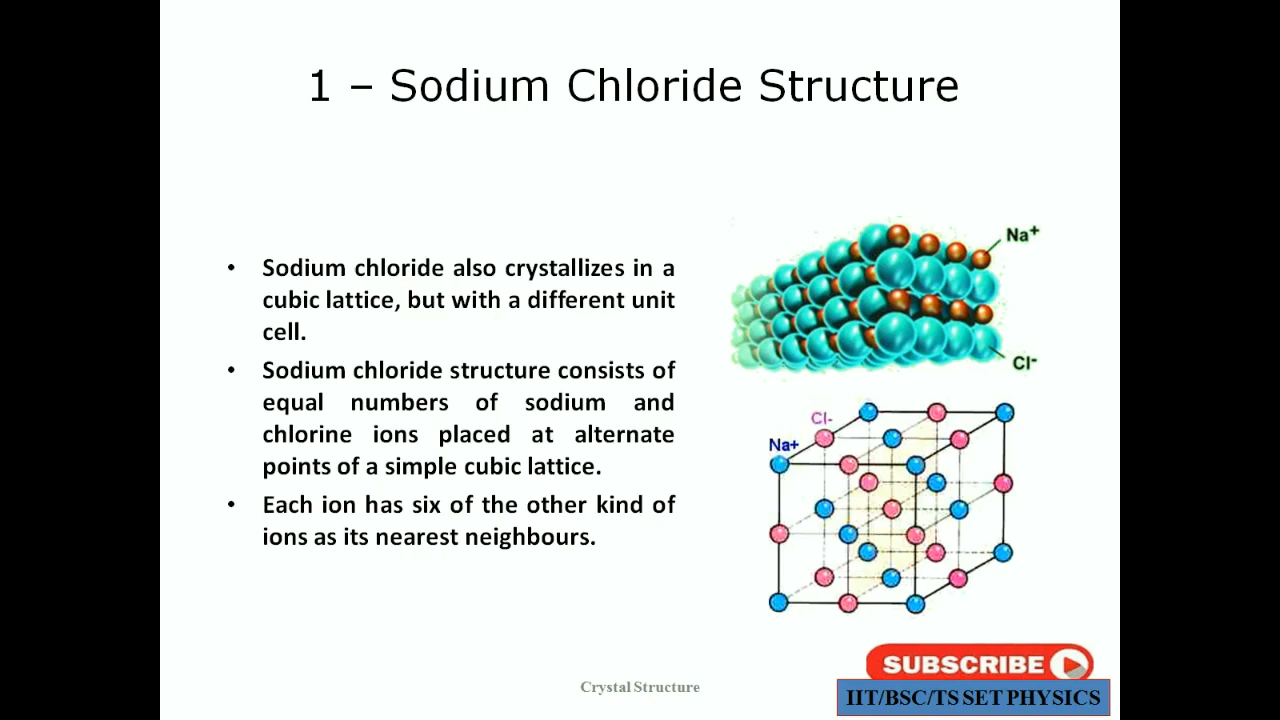 1 – Sodium Chloride Structure
• Sodium chloride also crystallizes in a
cubic lattice, but with a different unit
cell.
• Sodium chloride structure consists of
equal numbers of sodium and
chlorine ions placed at alternate
points of a simple cubic lattice.
• Each ion has six of the other kind of
ions as its nearest neighbours.
Na+
Cl-
Cl-
Na+
Crystal Structure
SUBSCRIBE
IIT/BSC/TS SET PHYSICS